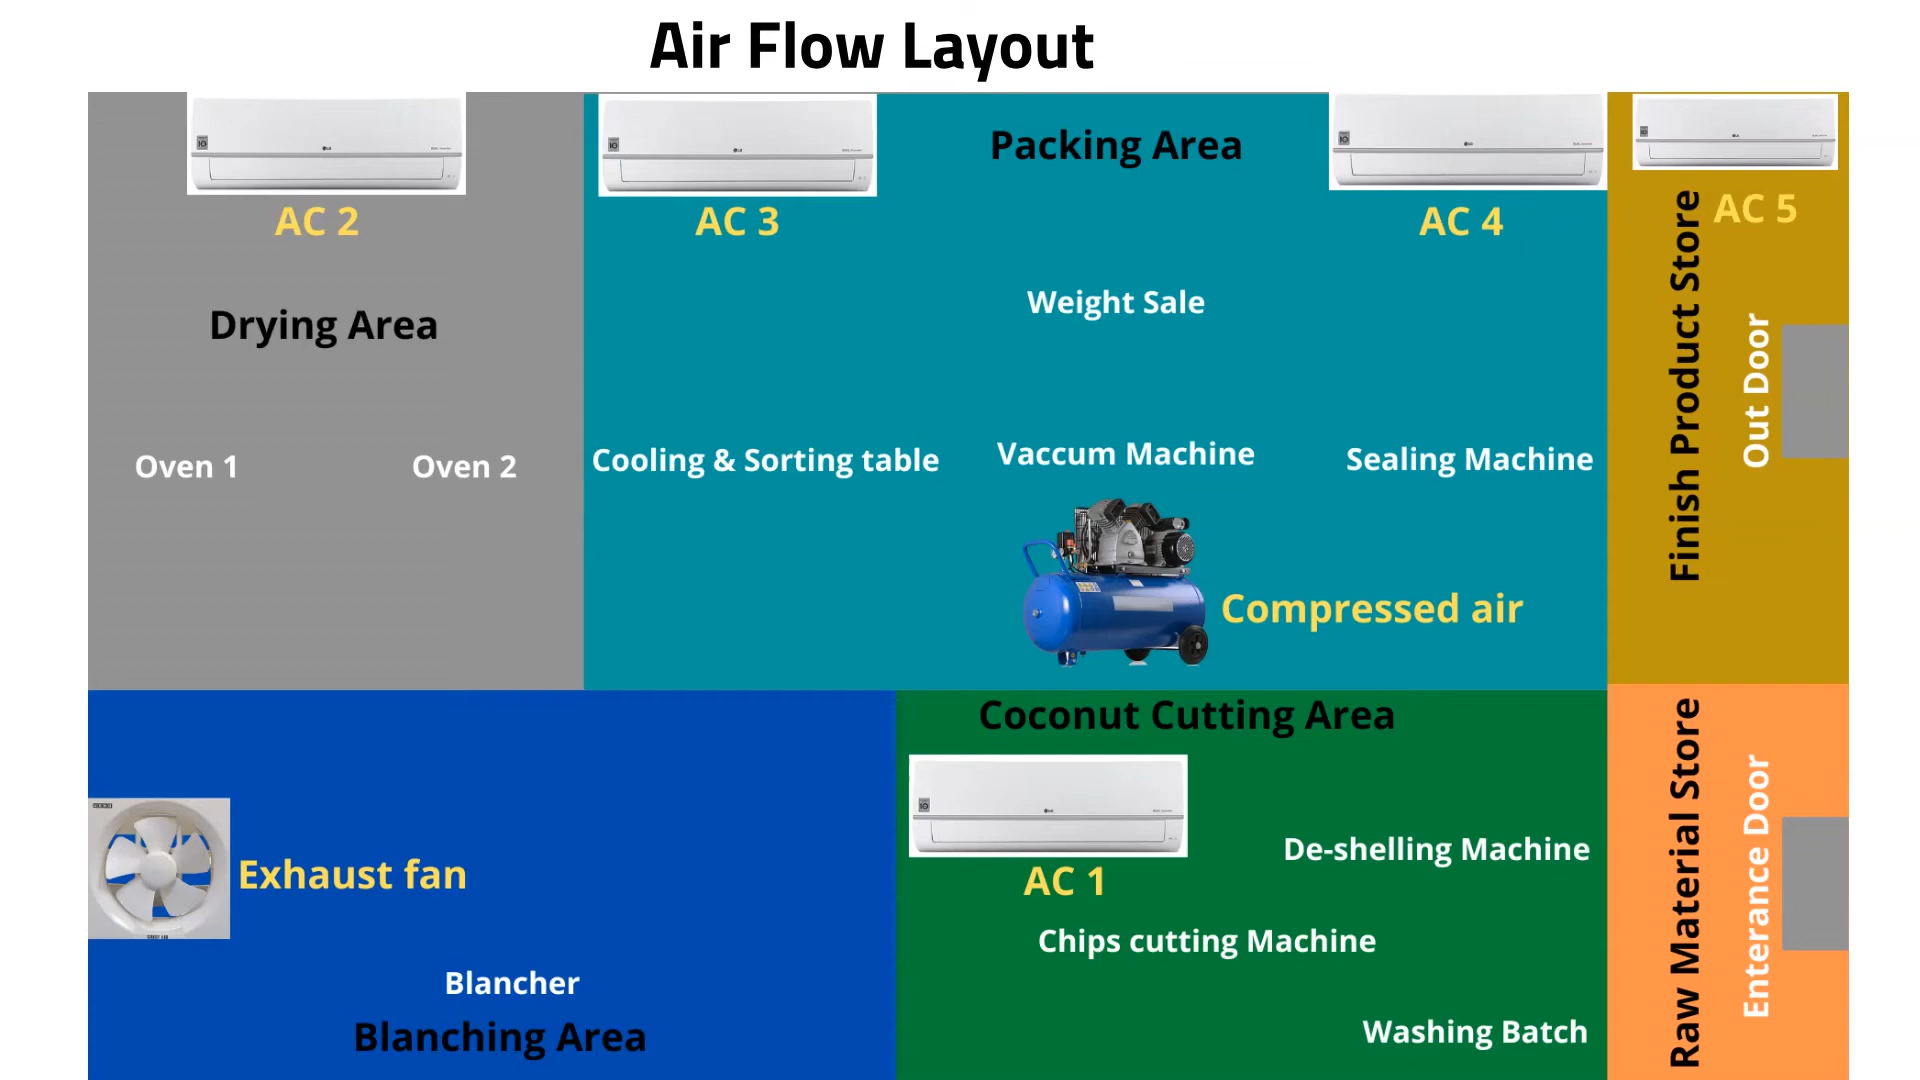 Air Flow Layout
Packing Area
AC 2
AC 3
AC 4
AC 5
Weight Sale
Drying Area
Finish Product Store
Out Door
Oven 1
Oven 2
Cooling & Sorting table
Vaccum Machine
Sealing Machine
Compressed air
Coconut Cutting Area
Raw Material Store
Enterance Door
De-shelling Machine
Exhaust fan
AC 1
Chips cutting Machine
Blancher
Blanching Area
Washing Batch